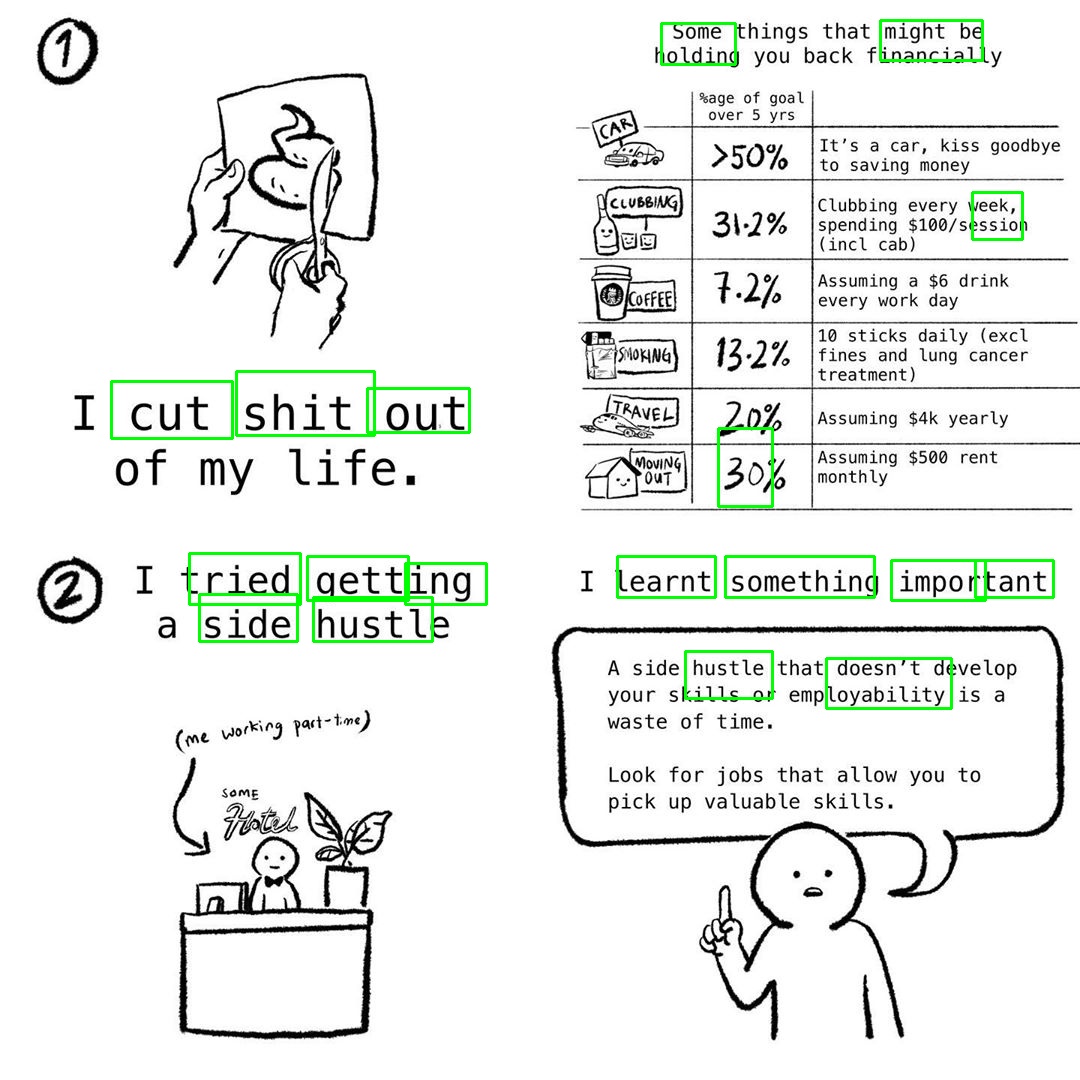 1
I cut shit out
of my life.
Some things that might be
holding you back financially
%age of goal
over 5 yrs
CAR
>50%
It's a car, kiss goodbye
to saving money
CLUBBING
31.2%
Clubbing every week,
spending $100/session
(incl cab)
COFFEE
7.2%
Assuming a $6 drink
every work day
SMOKING
13.2%
10 sticks daily (excl
fines and lung cancer
treatment)
TRAVEL
20%
Assuming $4k yearly
MOVING
OUT
30%
Assuming $500 rent
monthly
2
I tried getting
a side hustle
(me working part-time)
SOME
Hotel
I learnt something important
A side hustle that doesn't develop
your skills or employability is a
waste of time.
Look for jobs that allow you to
pick up valuable skills.